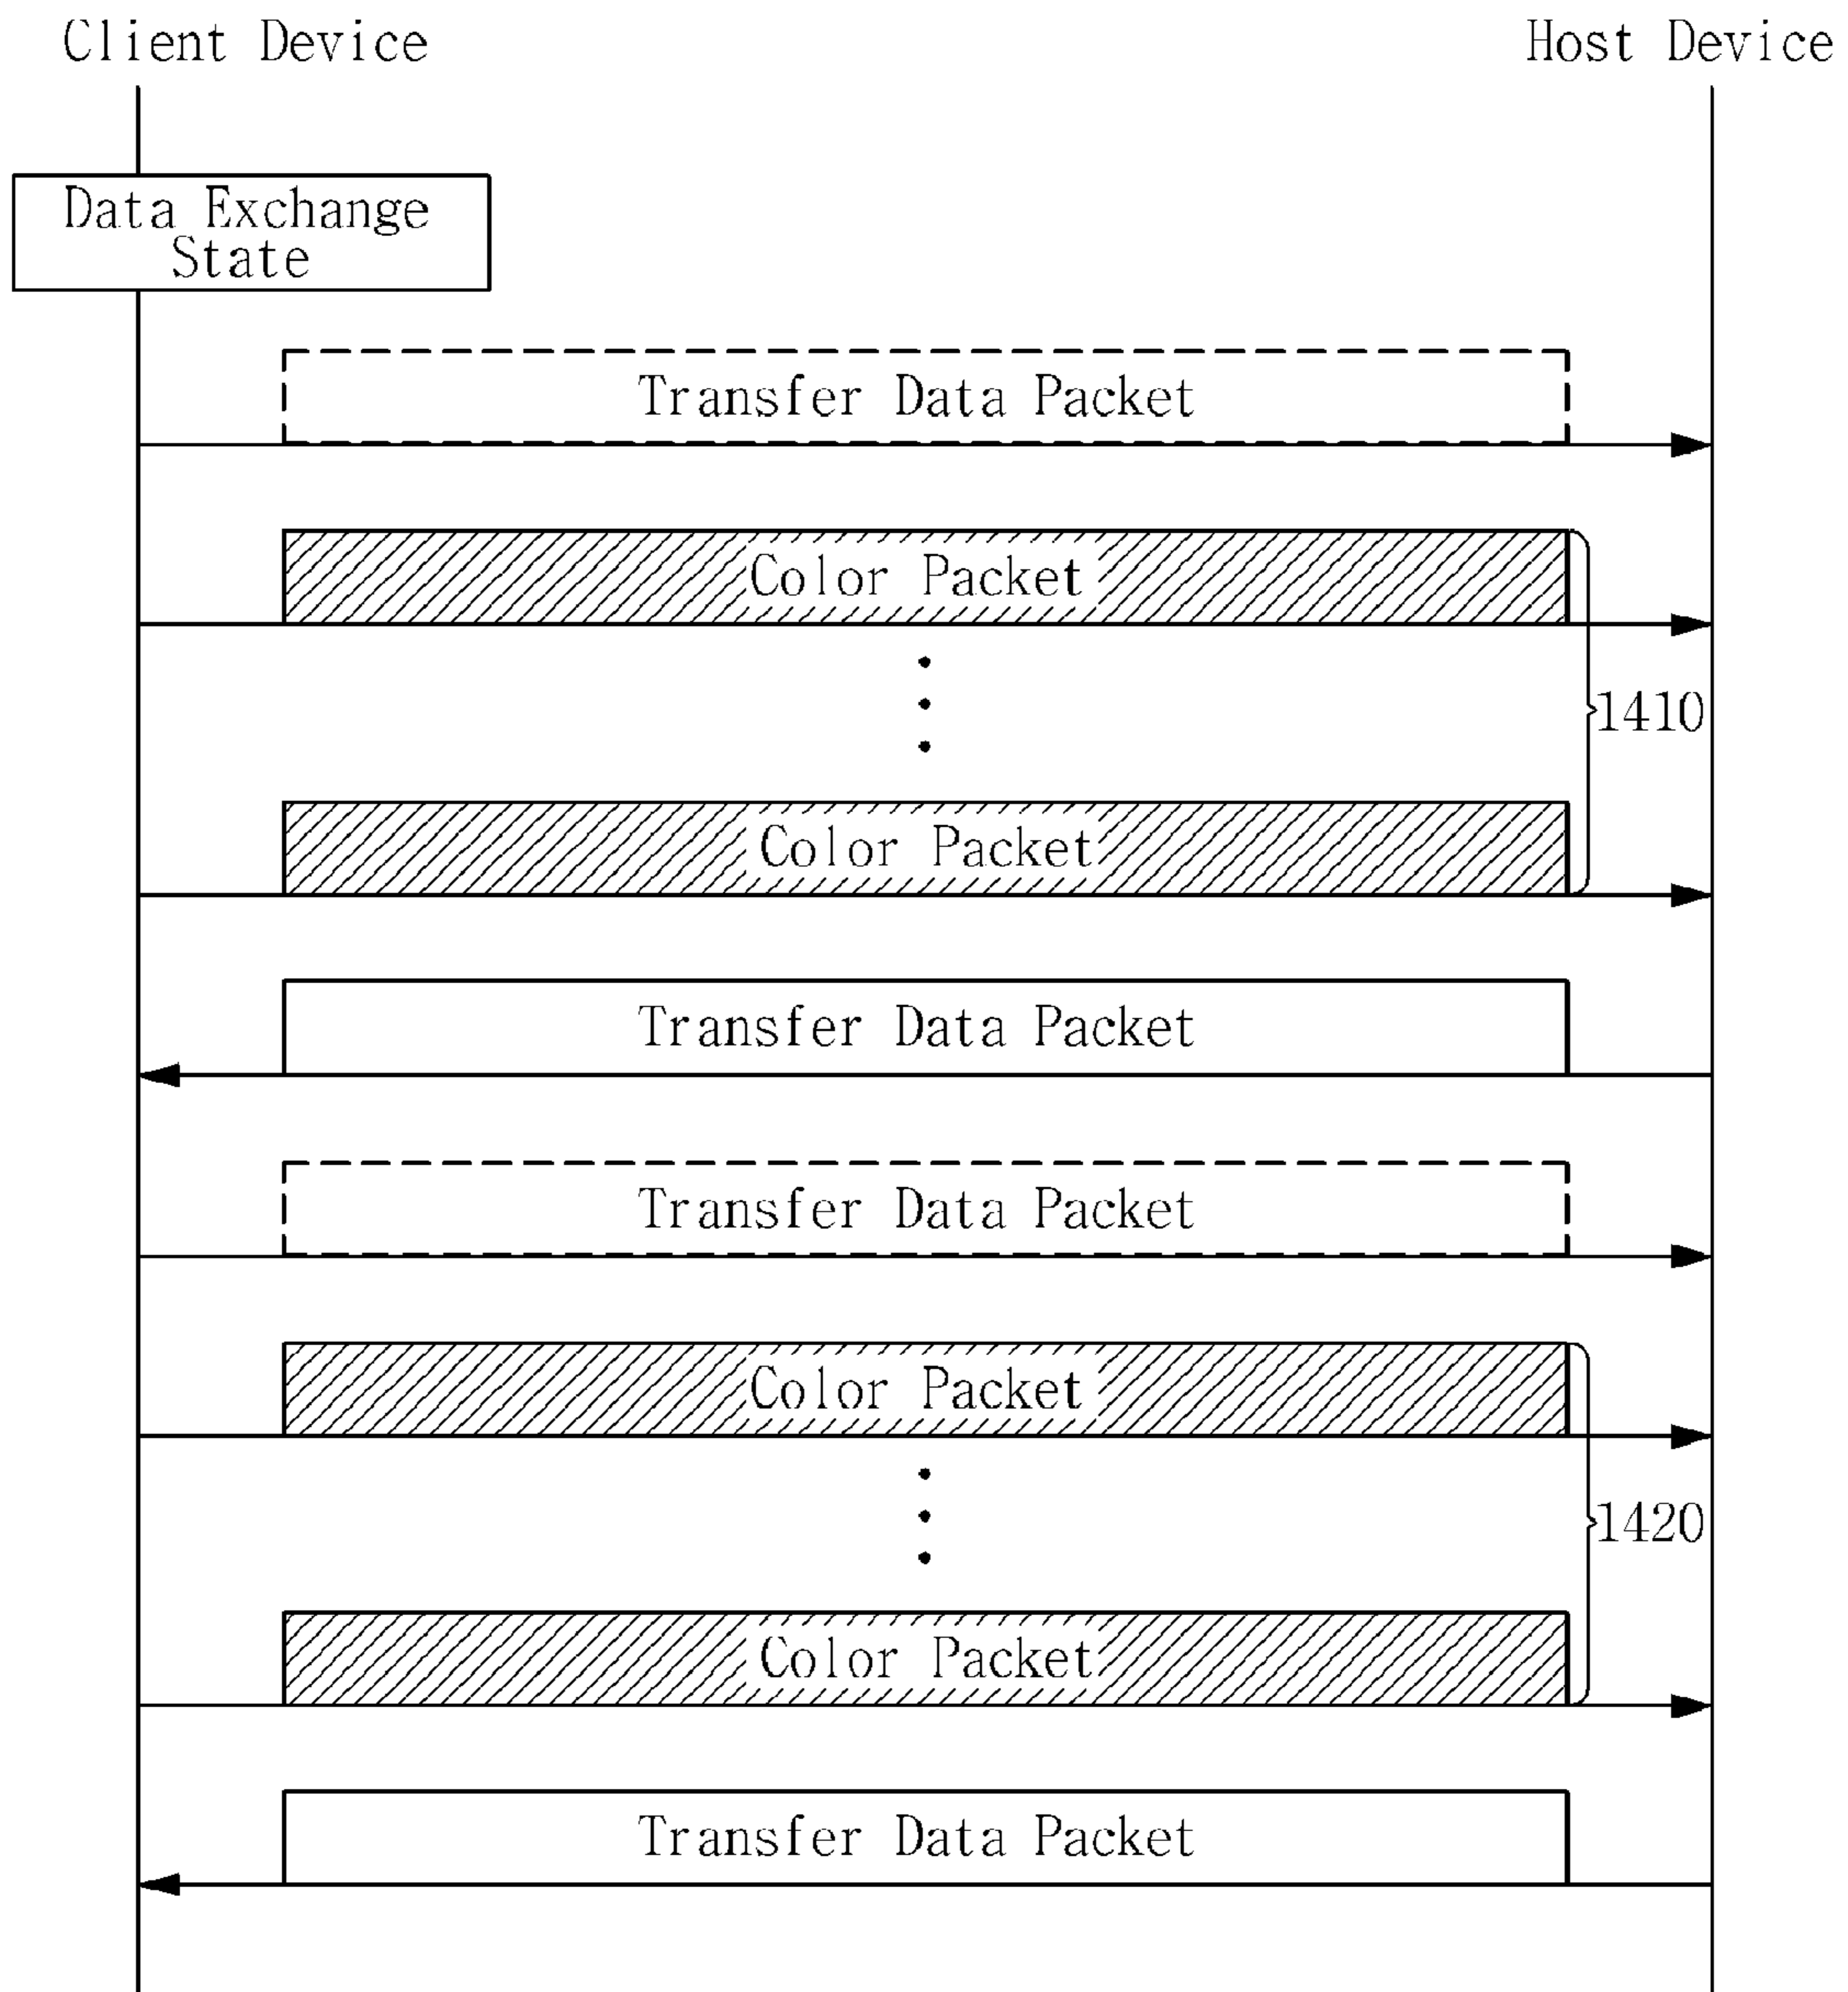 Client Device
Host Device
Data Exchange
State
Transfer Data Packet
Color Packet
1410
Color Packet
Transfer Data Packet
Transfer Data Packet
Color Packet
1420
Color Packet
Transfer Data Packet